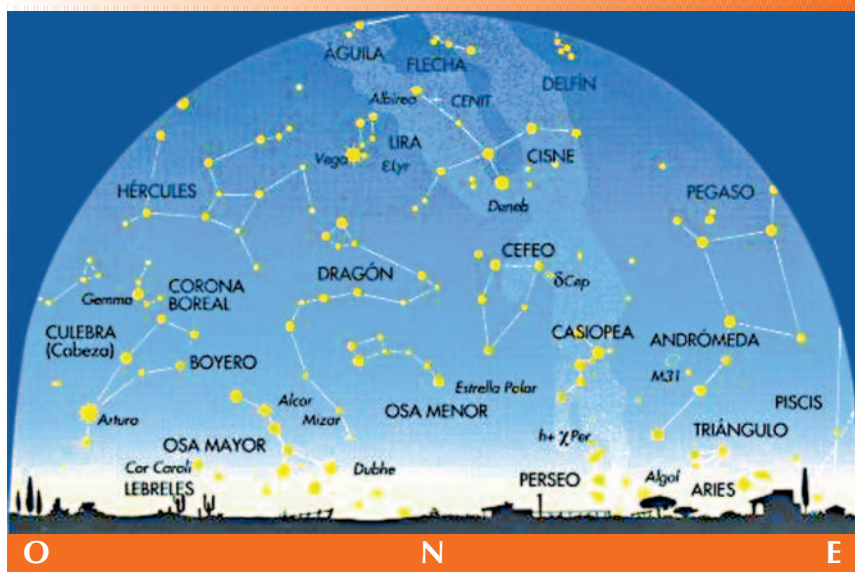 ÁGUILA
FLECHA
DELFÍN
Albireo
CENIT
LIRA
Vega
εLyr
CISNE
HÉRCULES
Deneb
PEGASO
CEFEO
DRAGÓN
δCep
Gemma
CORONA
BOREAL
CULEBRA
(Cabeza)
CASIOPEA
ANDRÓMEDA
BOYERO
M31
Estrella Polar
PISCIS
Alcor
Mizar
OSA MENOR
Arturo
h+ χPer
TRIÁNGULO
OSA MAYOR
Cor Caroli
Dubhe
LEBRELES
PERSEO
Algol
ARIES
O N E